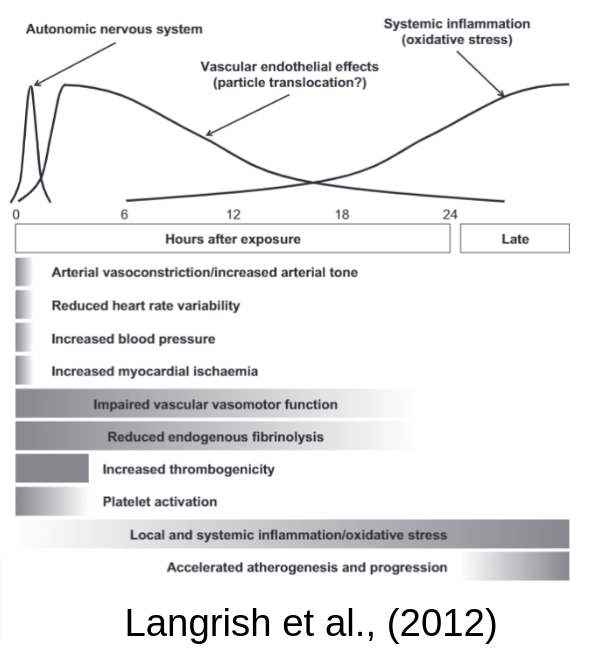 Autonomic nervous system
Systemic inflammation
(oxidative stress)
Vascular endothelial effects
(particle translocation?)
0 6 12 18 24
Hours after exposure Late
Arterial vasoconstriction/increased arterial tone
Reduced heart rate variability
Increased blood pressure
Increased myocardial ischaemia
Impaired vascular vasomotor function
Reduced endogenous fibrinolysis
Increased thrombogenicity
Platelet activation
Local and systemic inflammation/oxidative stress
Accelerated atherogenesis and progression
Langrish et al., (2012)